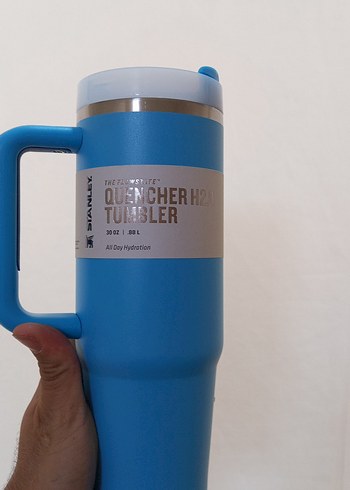 STANLEY
THE FLOWSTATE™
QUENCHER H2.
TUMBLER
30 OZ | .88 L
All Day Hydration